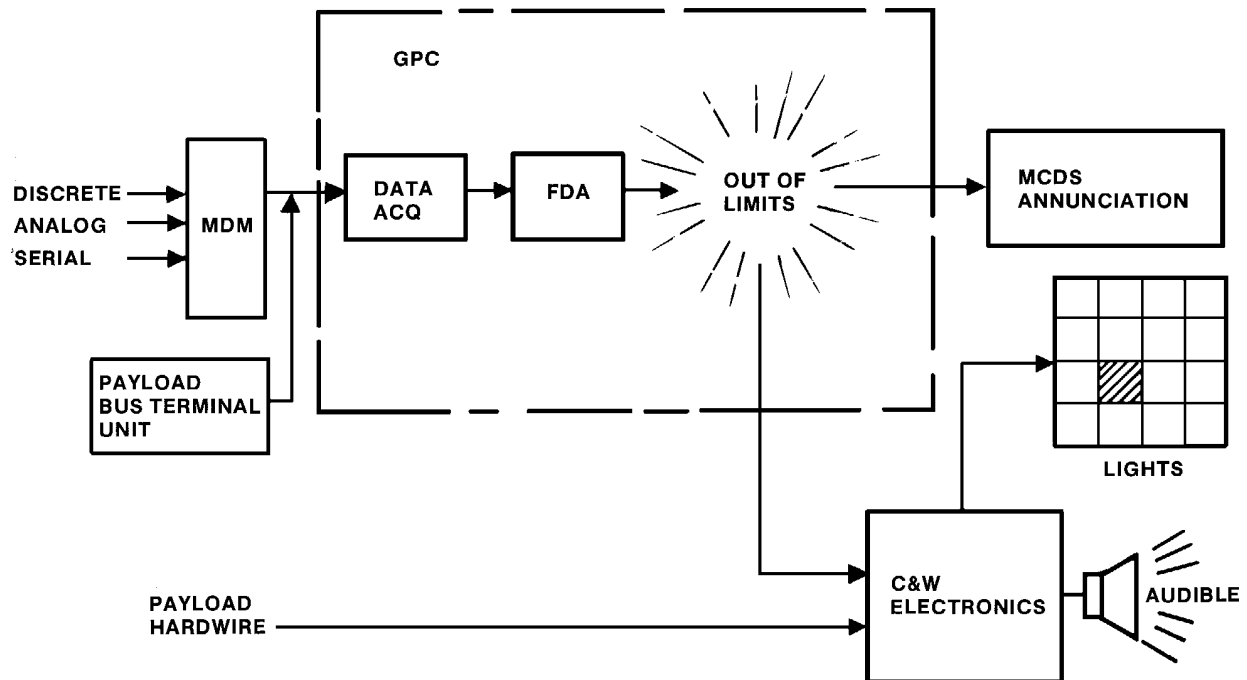 GPC
DISCRETE
ANALOG
SERIAL
MDM
DATA
ACQ
FDA
OUT OF
LIMITS
MCDS
ANNUNCIATION
PAYLOAD
BUS TERMINAL
UNIT
LIGHTS
C&W
ELECTRONICS
AUDIBLE
PAYLOAD
HARDWIRE